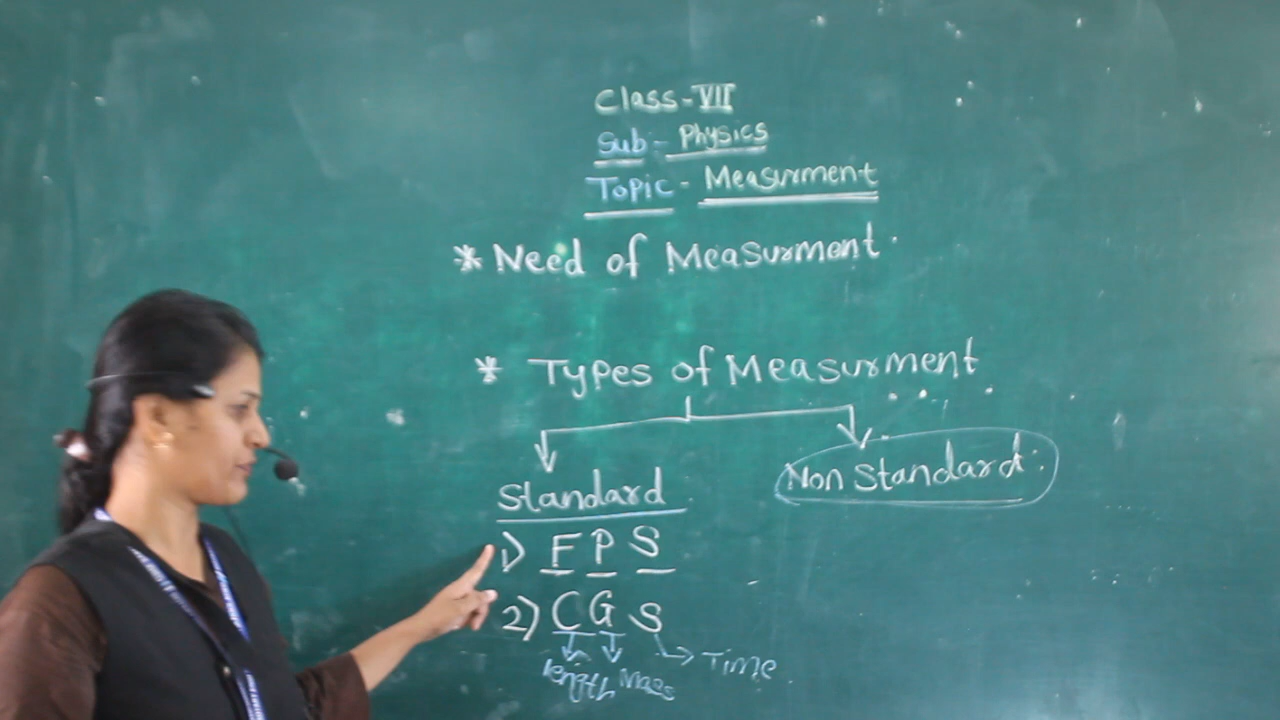 Class-VII
Sub:- Physics
Topic - Measurment
* Need of Measurment.
* Types of Measurment
Standard
Non Standard.
1) F P S
2) C G S
length Mass Time